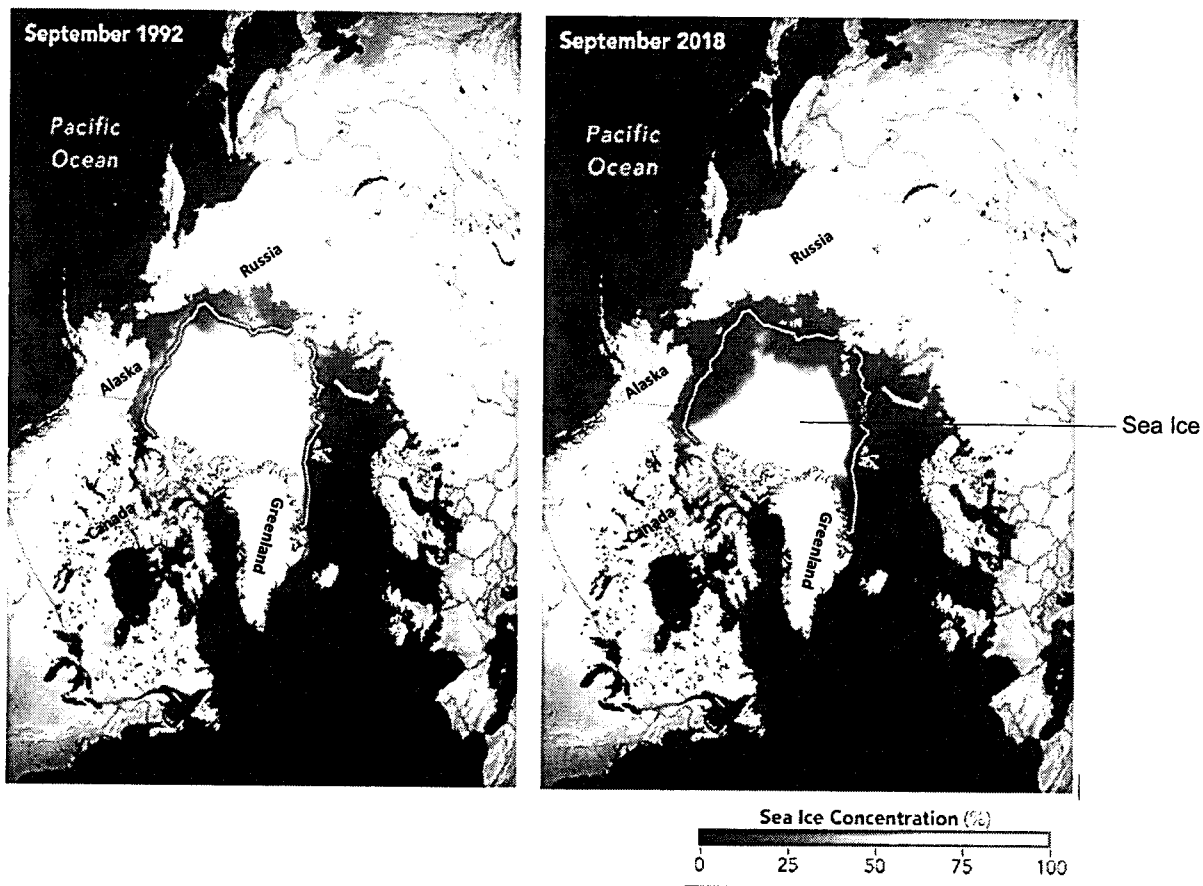 September 1992
Pacific
Ocean
Russia
Alaska
Canada
Greenland
September 2018
Pacific
Ocean
Russia
Alaska
Canada
Greenland
Sea Ice
Sea Ice Concentration (%)
0 25 50 75 100